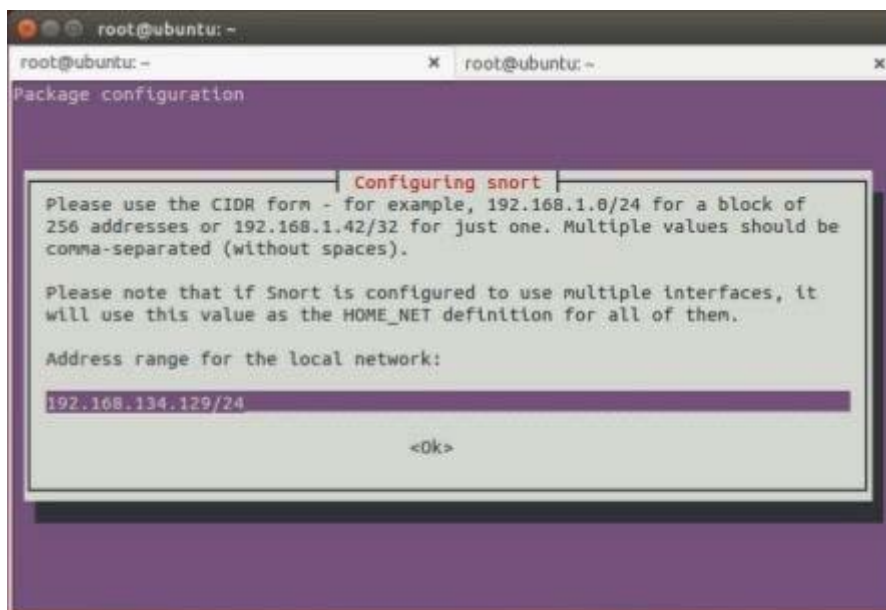 root@ubuntu: ~
root@ubuntu: ~ × root@ubuntu: ~ ×
Package configuration
Configuring snort
Please use the CIDR form - for example, 192.168.1.0/24 for a block of
256 addresses or 192.168.1.42/32 for just one. Multiple values should be
comma-separated (without spaces).
Please note that if Snort is configured to use multiple interfaces, it
will use this value as the HOME_NET definition for all of them.
Address range for the local network:
192.168.134.129/24
<Ok>